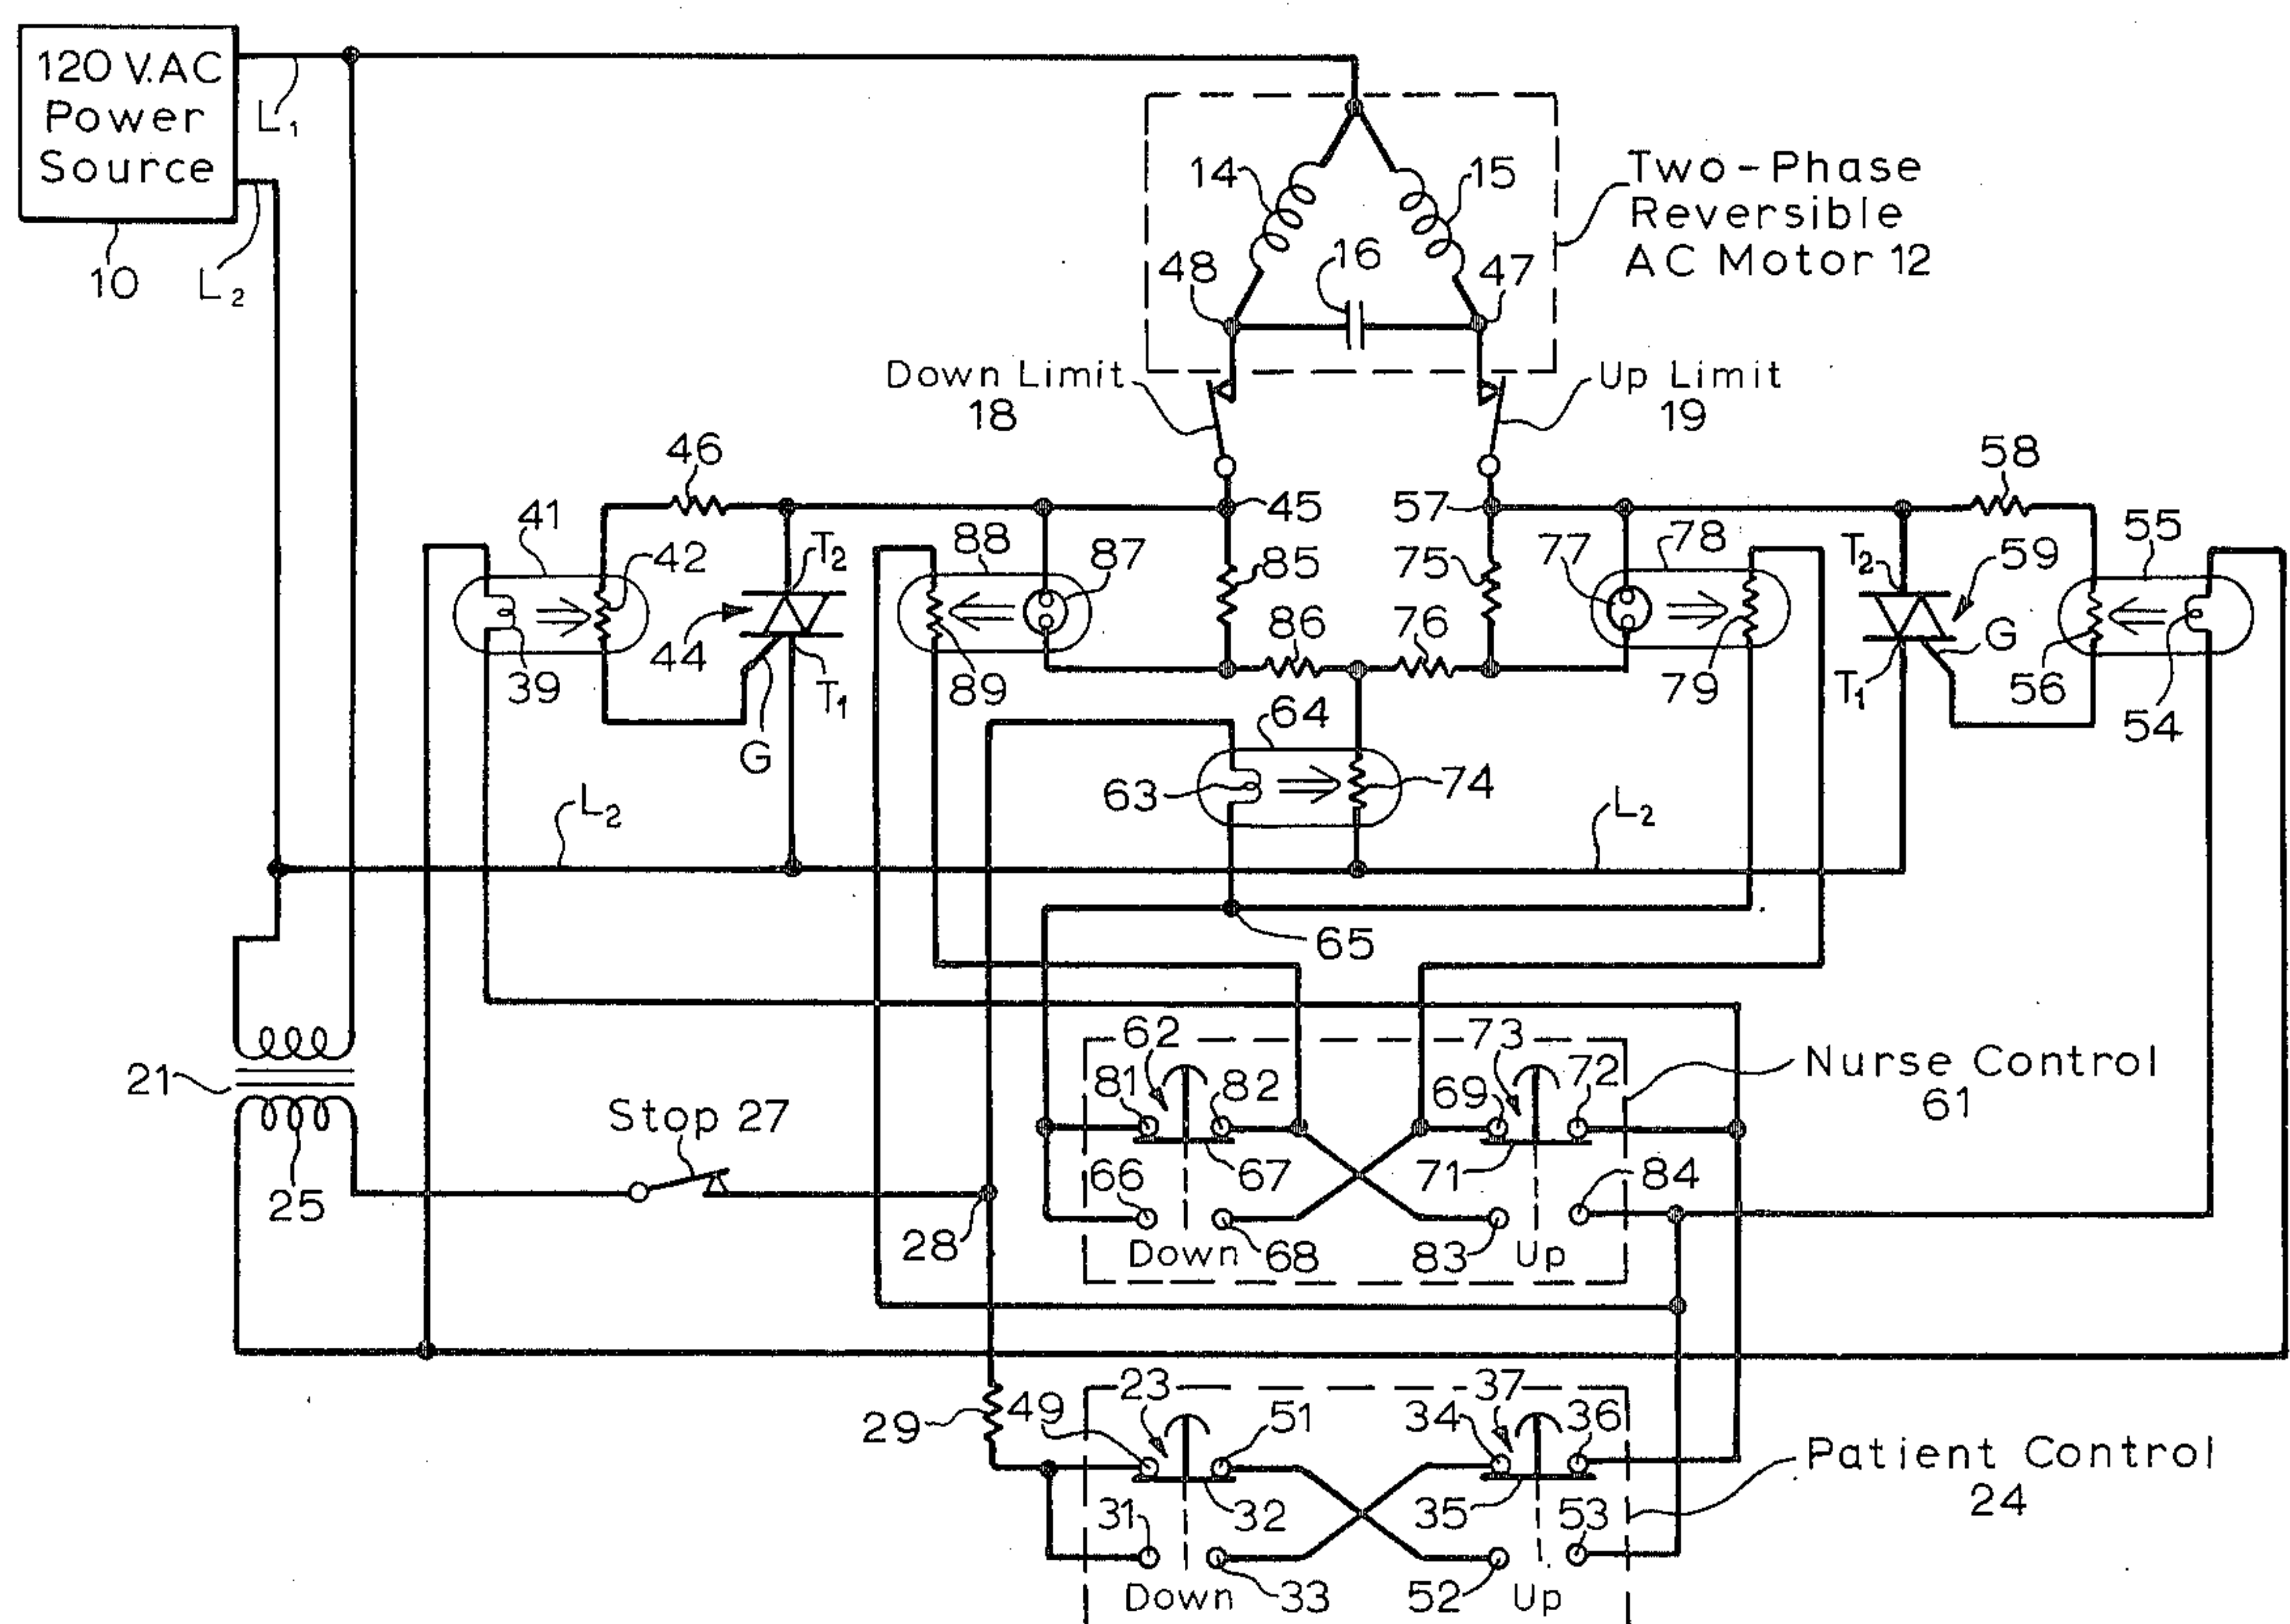 120 V.AC
Power
Source
10
L1
L2
14
15
16
48
47
Two-Phase
Reversible
AC Motor 12
Down Limit
18
Up Limit
19
46
45
57
58
41
42
T2
88
87
85
75
77
78
T2
59
55
44
39
G
T1
89
86
76
79
T1
G
56
54
64
63
74
L2
L2
65
21
25
Stop 27
28
62
73
81
82
69
72
Nurse Control
61
66
67
71
84
Down
68
83
Up
29
49
23
51
34
37
36
Patient Control
24
31
32
35
53
Down
33
52
Up